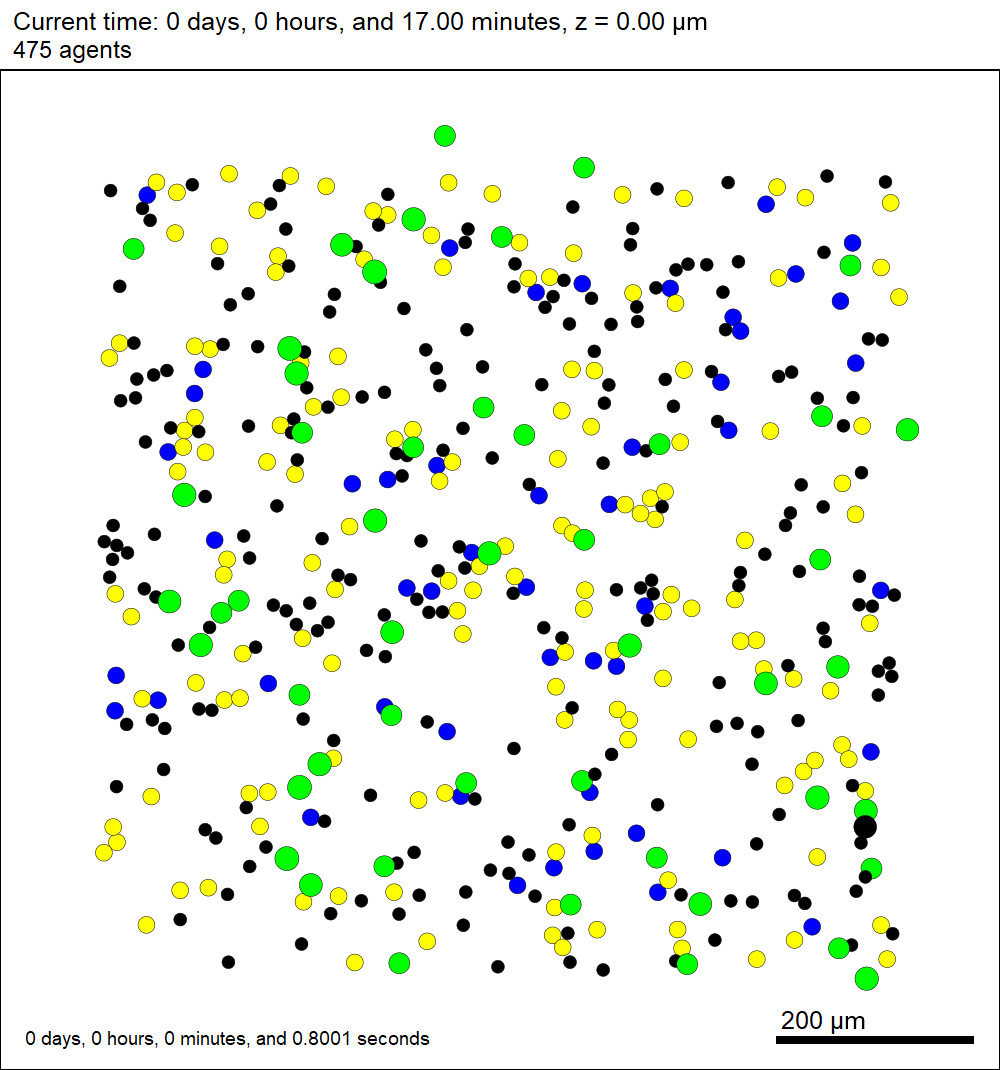 Current time: 0 days, 0 hours, and 17.00 minutes, z = 0.00 µm
475 agents
200 µm
0 days, 0 hours, 0 minutes, and 0.8001 seconds